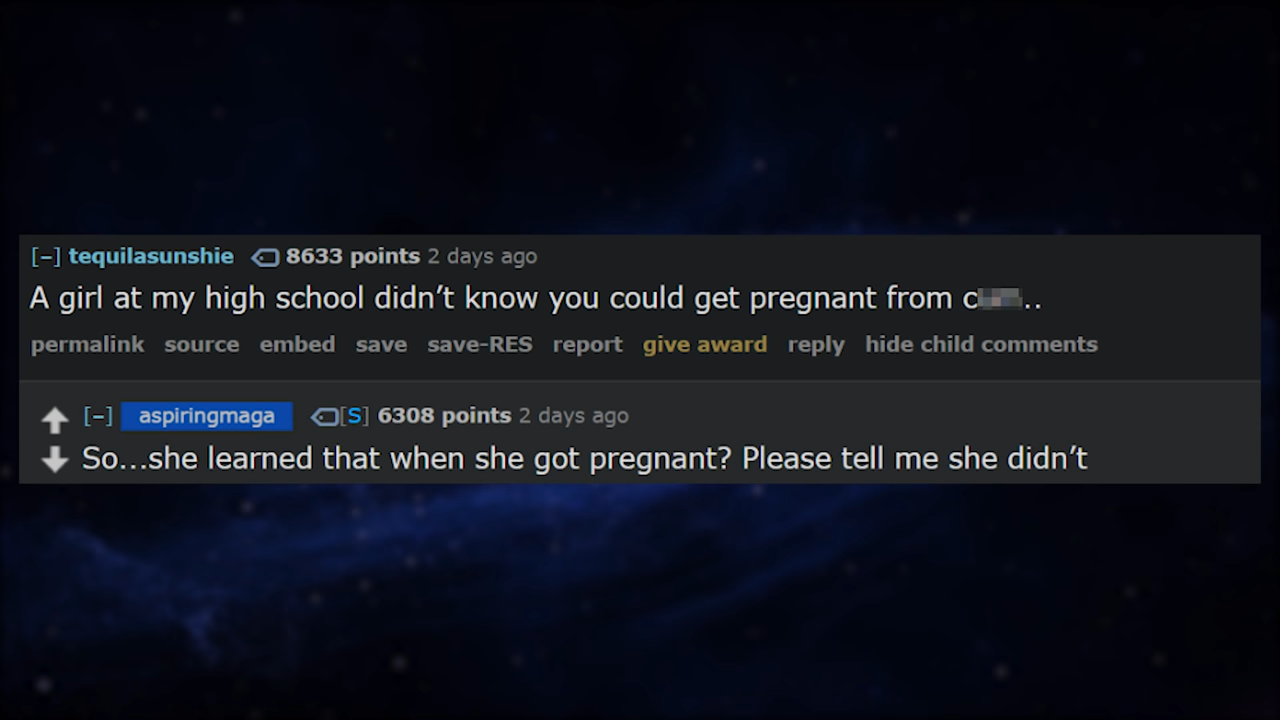 [–] tequilasunshie 8633 points 2 days ago
A girl at my high school didn’t know you could get pregnant from c
permalink source embed save save-RES report give award reply hide child comments
[–] aspiringmaga [S] 6308 points 2 days ago
So...she learned that when she got pregnant? Please tell me she didn’t